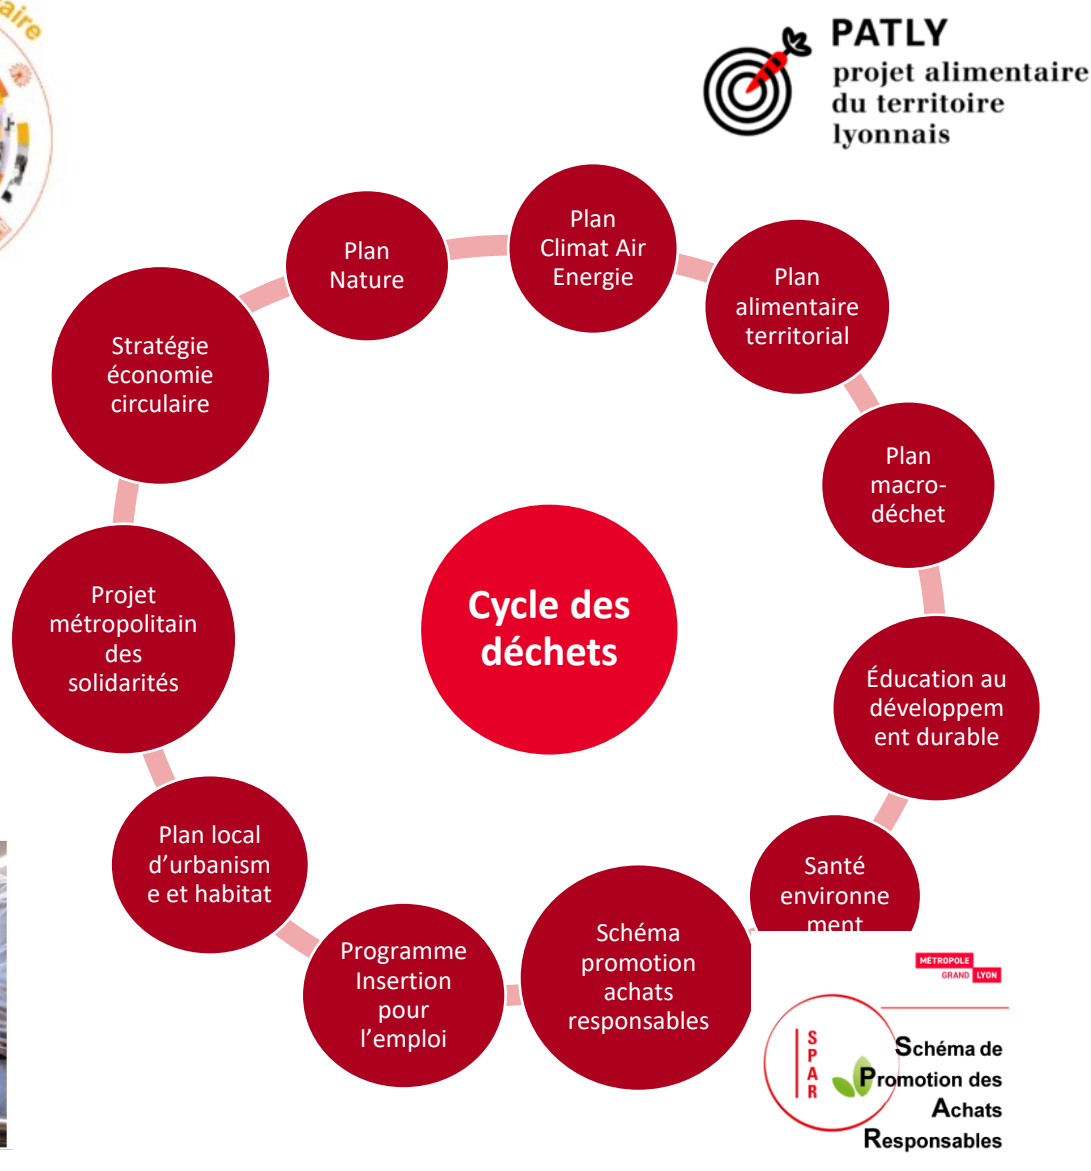 aire
PATLY
projet alimentaire
du territoire
lyonnais
Plan
Climat Air
Energie
Plan
Nature
Plan
alimentaire
territorial
Stratégie
économie
circulaire
Plan
macro-
déchet
Projet
métropolitain
des
solidarités
Cycle des
déchets
Éducation au
développem
ent durable
Plan local
d’urbanism
e et habitat
Santé
environne
ment
Programme
Insertion
pour
l’emploi
Schéma
promotion
achats
responsables
MÉTROPOLE
GRAND LYON
SPAR
Schéma de
Promotion des
Achats
Responsables